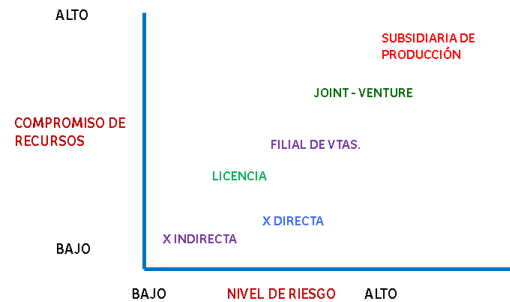 ALTO
SUBSIDIARIA DE
PRODUCCIÓN
JOINT - VENTURE
COMPROMISO DE
RECURSOS
FILIAL DE VTAS.
LICENCIA
X DIRECTA
X INDIRECTA
BAJO
BAJO NIVEL DE RIESGO ALTO